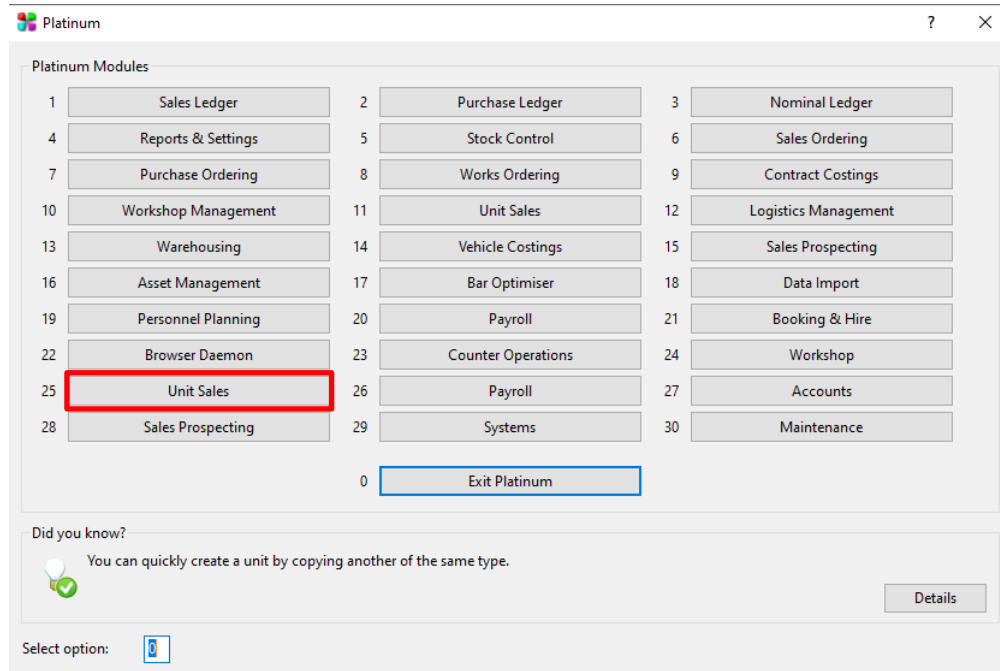 Platinum ?
Platinum Modules
1 Sales Ledger 2 Purchase Ledger 3 Nominal Ledger
4 Reports & Settings 5 Stock Control 6 Sales Ordering
7 Purchase Ordering 8 Works Ordering 9 Contract Costings
10 Workshop Management 11 Unit Sales 12 Logistics Management
13 Warehousing 14 Vehicle Costings 15 Sales Prospecting
16 Asset Management 17 Bar Optimiser 18 Data Import
19 Personnel Planning 20 Payroll 21 Booking & Hire
22 Browser Daemon 23 Counter Operations 24 Workshop
25 Unit Sales 26 Payroll 27 Accounts
28 Sales Prospecting 29 Systems 30 Maintenance
0 Exit Platinum
Did you know?
You can quickly create a unit by copying another of the same type.
Details
Select option: 0